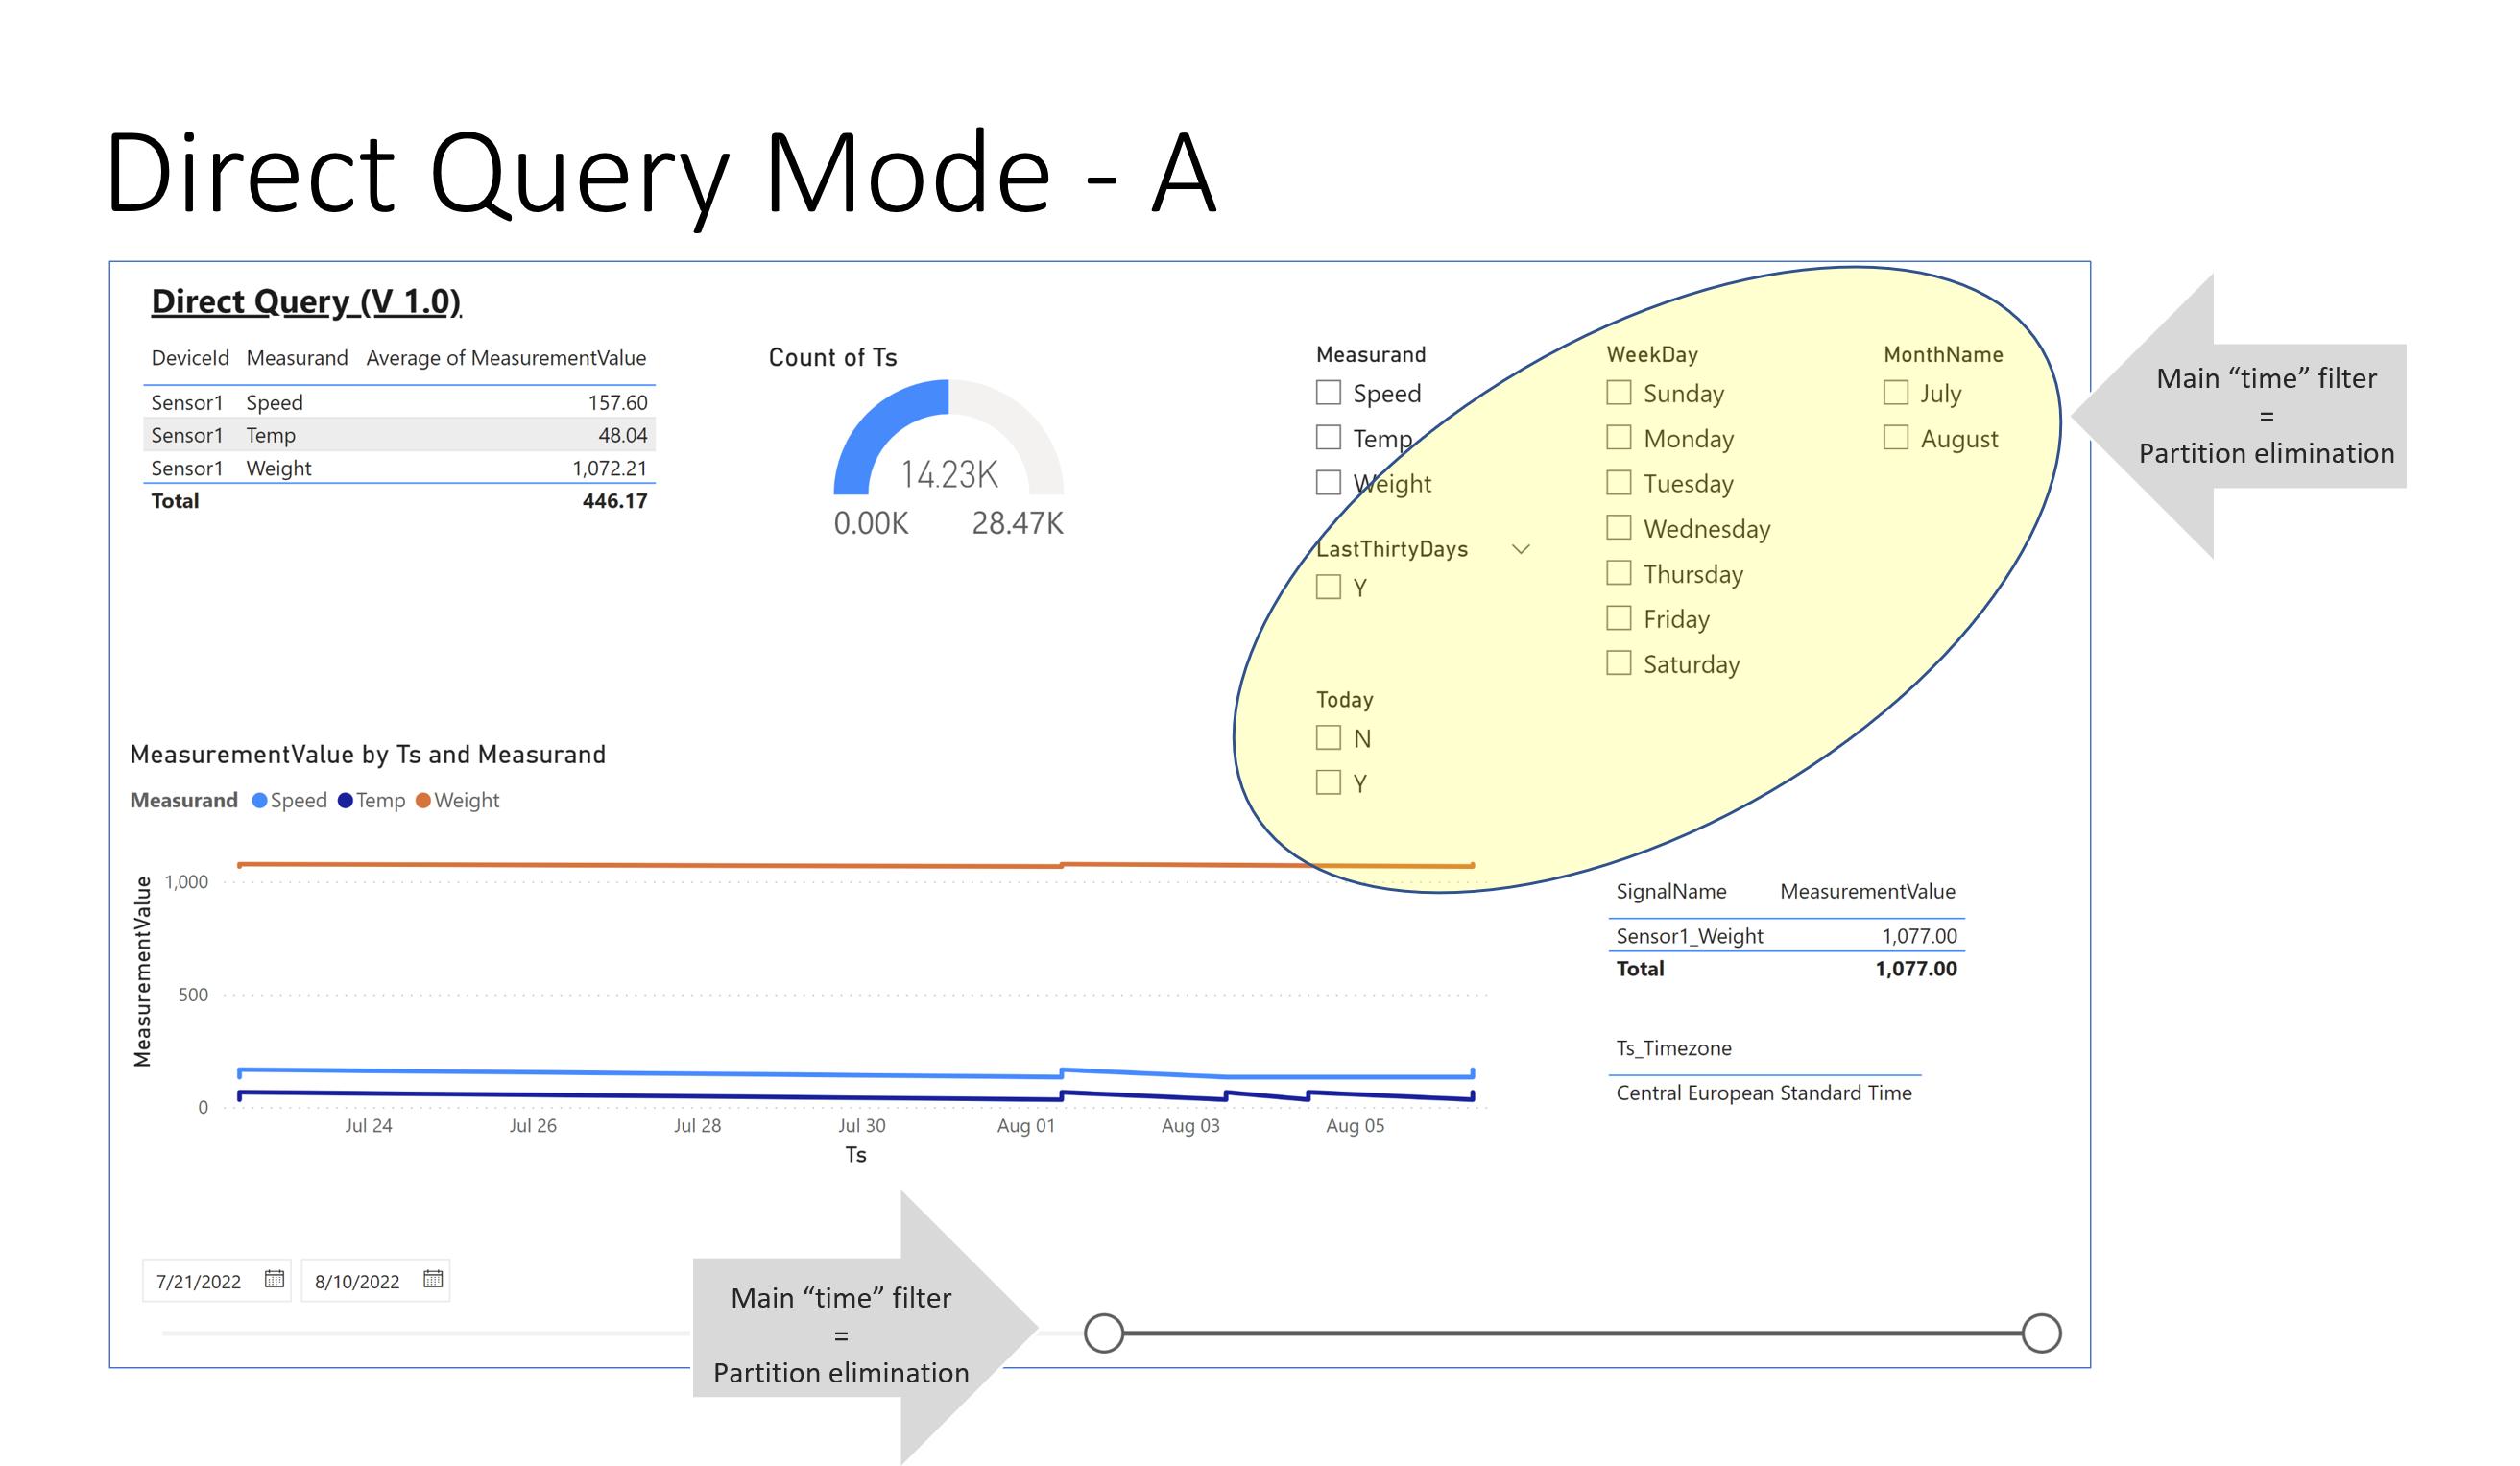 Direct Query Mode - A
Direct Query (V 1.0)
DeviceId Measurand Average of MeasurementValue
Sensor1 Speed 157.60
Sensor1 Temp 48.04
Sensor1 Weight 1,072.21
Total 446.17
Count of Ts
14.23K
0.00K 28.47K
Measurand
Speed
Temp
Weight
LastThirtyDays
Y
Today
N
Y
WeekDay
Sunday
Monday
Tuesday
Wednesday
Thursday
Friday
Saturday
MonthName
July
August
Main “time” filter
=
Partition elimination
MeasurementValue by Ts and Measurand
Measurand Speed Temp Weight
MeasurementValue
1,000
500
0
Jul 24 Jul 26 Jul 28 Jul 30 Aug 01 Aug 03 Aug 05
Ts
SignalName MeasurementValue
Sensor1_Weight 1,077.00
Total 1,077.00
Ts_Timezone
Central European Standard Time
7/21/2022 8/10/2022
Main “time” filter
=
Partition elimination